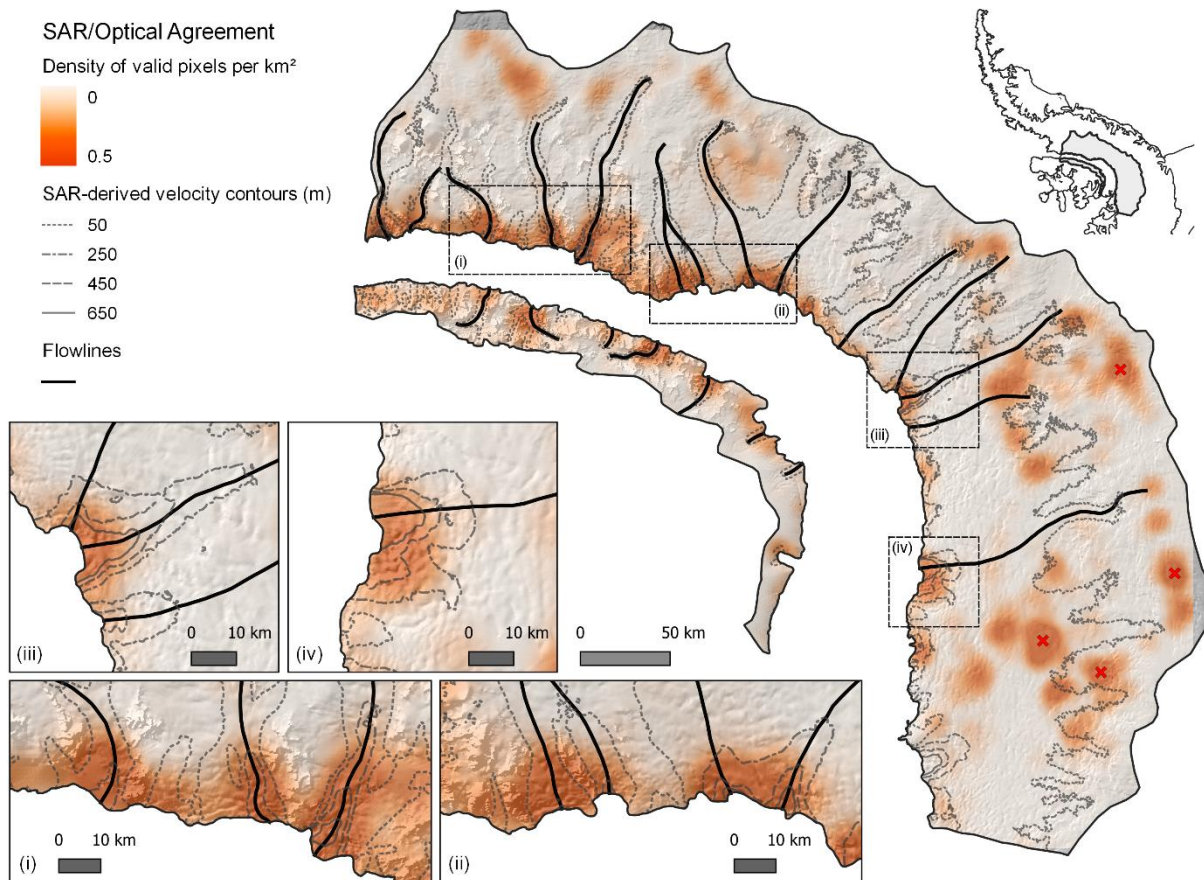 SAR/Optical Agreement
Density of valid pixels per km²
0
0.5
SAR-derived velocity contours (m)
50
250
450
650
Flowlines
(i)
(ii)
(iii)
(iv)
0 10 km
(iii)
0 10 km
(iv)
0 50 km
0 10 km
(i)
0 10 km
(ii)